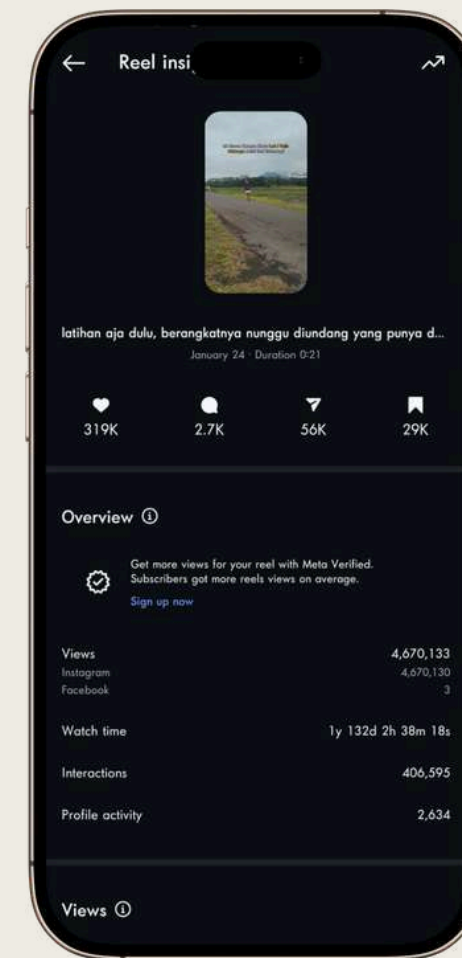 Reel insi
latihan aja dulu, berangkatnya nunggu diundang yang punya d...
January 24 · Duration 0:21
319K 2.7K 56K 29K
Overview
Get more views for your reel with Meta Verified.
Subscribers got more reels views on average.
Sign up now
Views 4,670,133
Instagram 4,670,130
Facebook 3
Watch time 1y 132d 2h 38m 18s
Interactions 406,595
Profile activity 2,634
Views